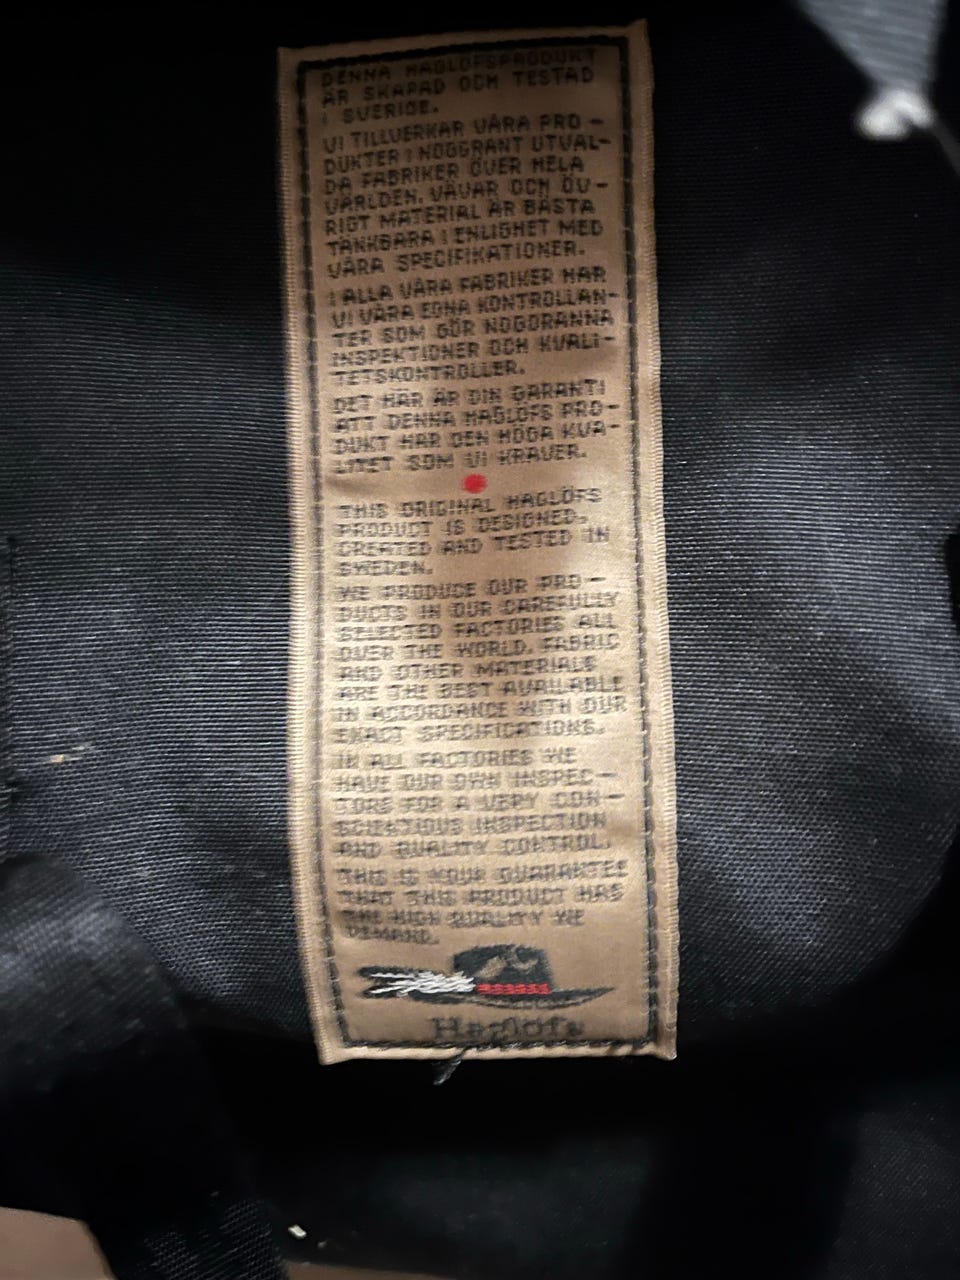 DENNA HAGLÖFSPRODUKT
ÄR SKAPAD OCH TESTAD
I SVERIGE.
VI TILLVERKAR VÅRA PRO-
DUKTER I NOGGRANT UTVAL-
DA FABRIKER ÖVER HELA
VÄRLDEN. VÄVAR OCH ÖV-
RIGT MATERIAL ÄR BÄSTA
TÄNKBARA I ENLIGHET MED
VÅRA SPECIFIKATIONER.
I ALLA VÅRA FABRIKER HAR
VI VÅRA EGNA KONTROLLAN-
TER SOM GÖR NOGGRANNA
INSPEKTIONER OCH KVALI-
TETSKONTROLLER.
DET HÄR ÄR DIN GARANTI
ATT DENNA HAGLÖFS PRO-
DUKT HAR DEN HÖGA KVA-
LITET SOM VI KRÄVER.
THIS ORIGINAL HAGLÖFS
PRODUCT IS DESIGNED,
CREATED AND TESTED IN
SWEDEN.
WE PRODUCE OUR PRO-
DUCTS IN OUR CAREFULLY
SELECTED FACTORIES ALL
OVER THE WORLD. FABRIC
AND OTHER MATERIALS
ARE THE BEST AVAILABLE
IN ACCORDANCE WITH OUR
EXACT SPECIFICATIONS.
IN ALL FACTORIES WE
HAVE OUR OWN INSPEC-
TORS FOR A VERY CON-
SCIENTIOUS INSPECTION
AND QUALITY CONTROL.
THIS IS YOUR GUARANTEE
THAT THIS PRODUCT HAS
THE HIGH QUALITY WE
DEMAND.
Haglöfs